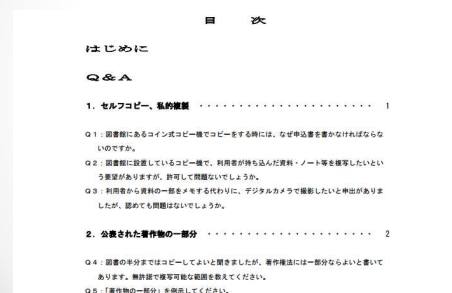 目　次
はじめに
Q＆A
１．セルフコピー、私的複製 ・・・・・・・・・・・・・・・・・・・・・・ 1
Ｑ１：図書館にあるコイン式コピー機でコピーをする時には、なぜ申込書を書かなければならな
いのですか。
Ｑ２：図書館に設置しているコピー機で、利用者が持ち込んだ資料・ノート等を複写したいとい
う要望がありますが、許可して問題ないでしょうか。
Ｑ３：利用者から資料の一部をメモする代わりに、デジタルカメラで撮影したいと申出がありま
したが、認めても問題はないでしょうか。
２．公表された著作物の一部分 ・・・・・・・・・・・・・・・・・・・・・ 2
Ｑ４：図書の半分まではコピーしてよいと聞きましたが、著作権法には一部分ならよいと書いて
あります。無許諾で複写可能な範囲を教えてください。
Ｑ５：「著作物の一部分」を例示してください。